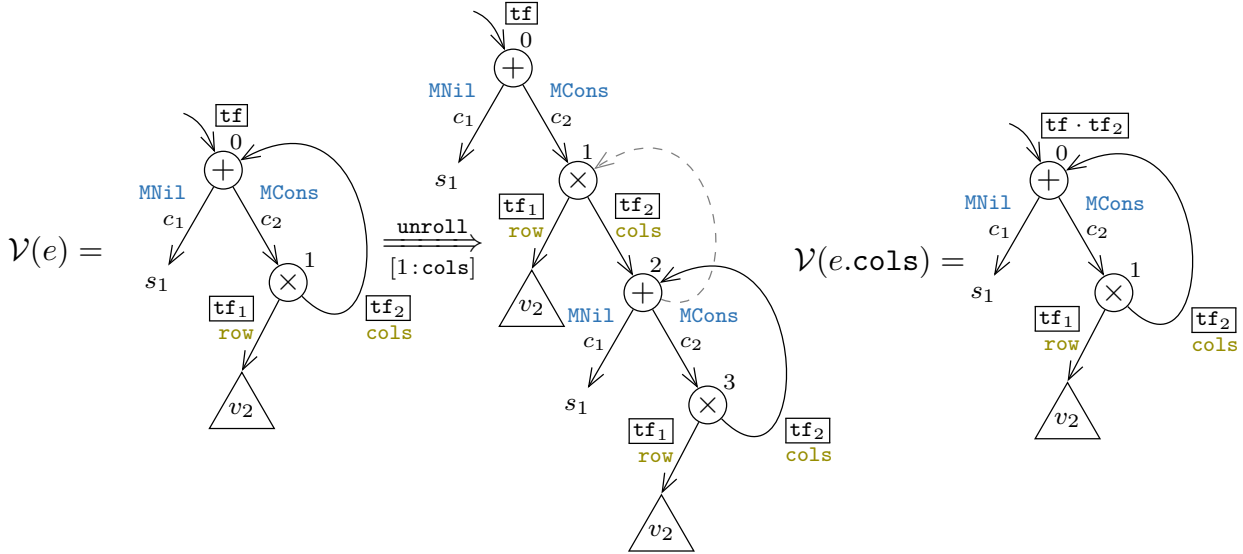 𝒱(e) =
tf
0
+
MNil MCons
c₁ c₂
s₁
1
×
tf₁ tf₂
row cols
v₂
unroll
[1:cols]
tf
0
+
MNil MCons
c₁ c₂
s₁
1
×
tf₁ tf₂
row cols
v₂
2
+
MNil MCons
c₁ c₂
s₁
3
×
tf₁ tf₂
row cols
v₂
𝒱(e.cols) =
tf · tf₂
0
+
MNil MCons
c₁ c₂
s₁
1
×
tf₁ tf₂
row cols
v₂